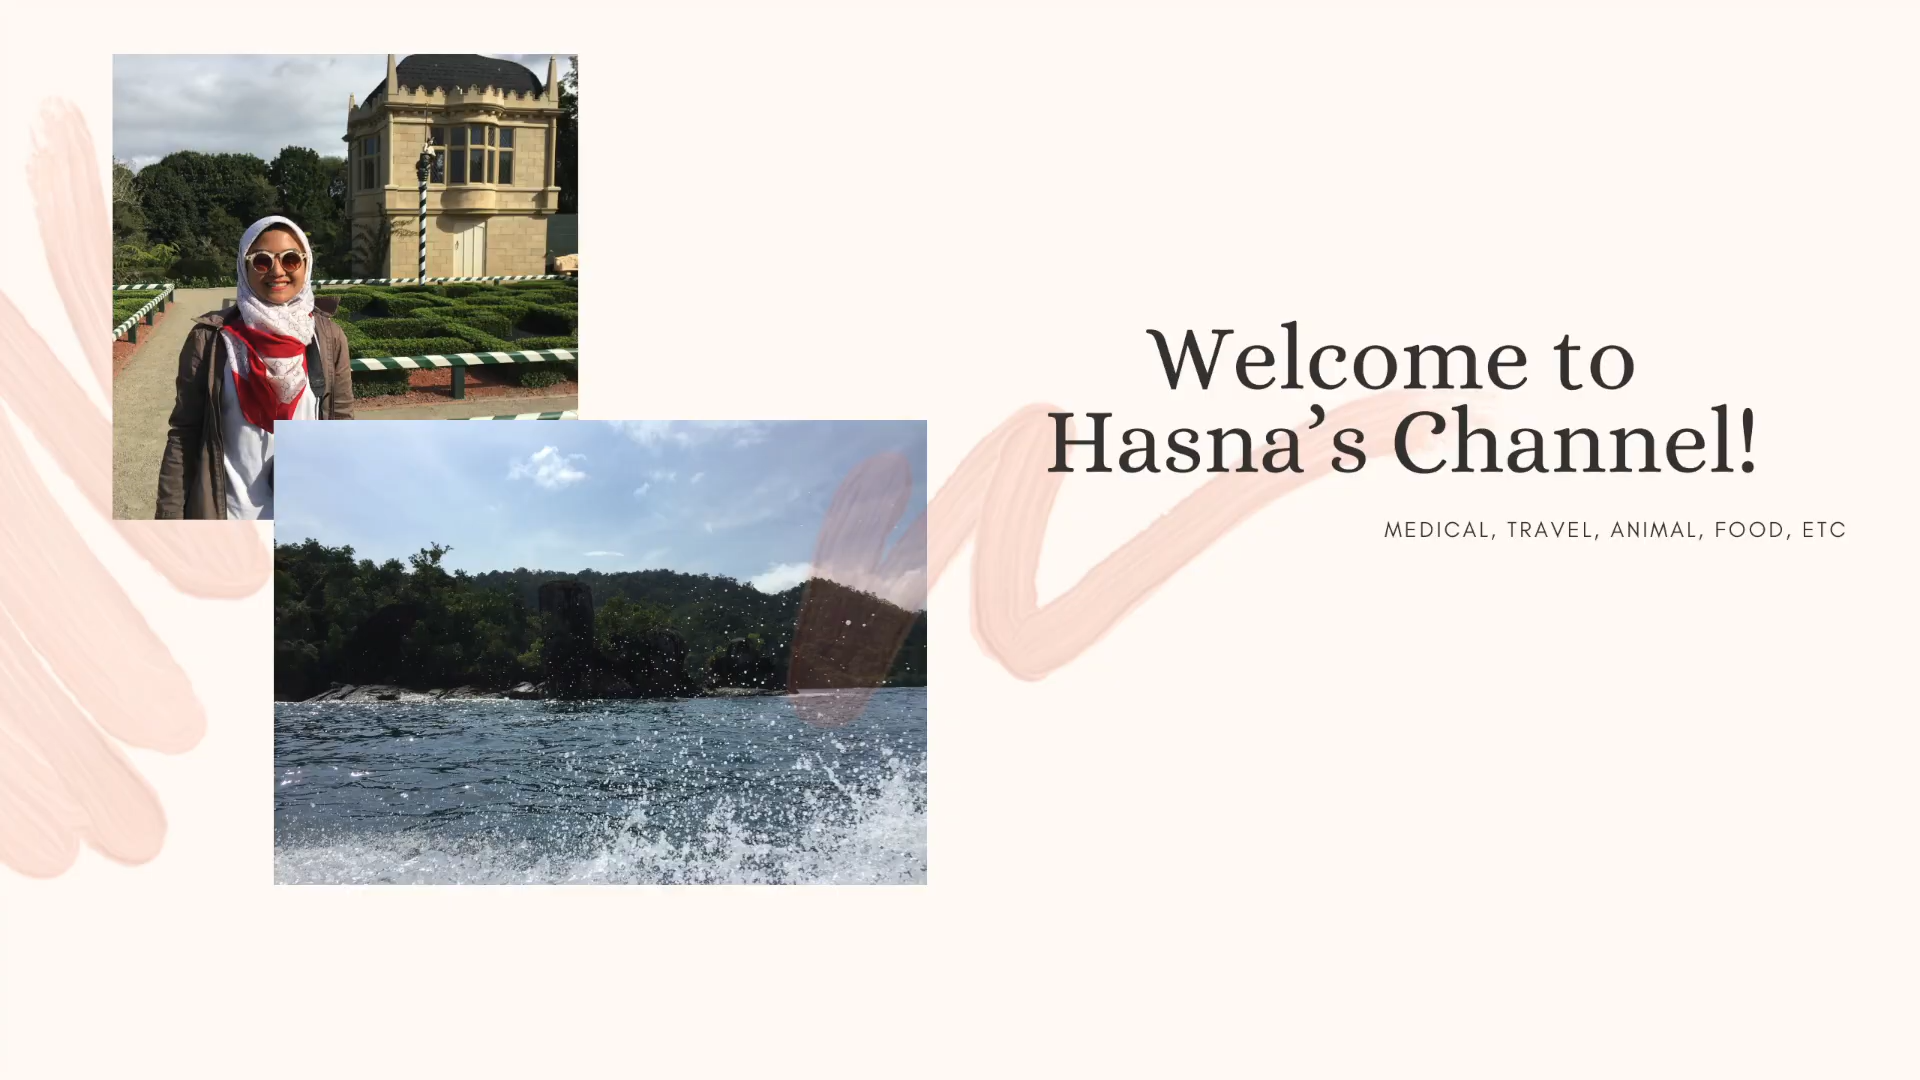 Welcome to
Hasna’s Channel!
MEDICAL, TRAVEL, ANIMAL, FOOD, ETC